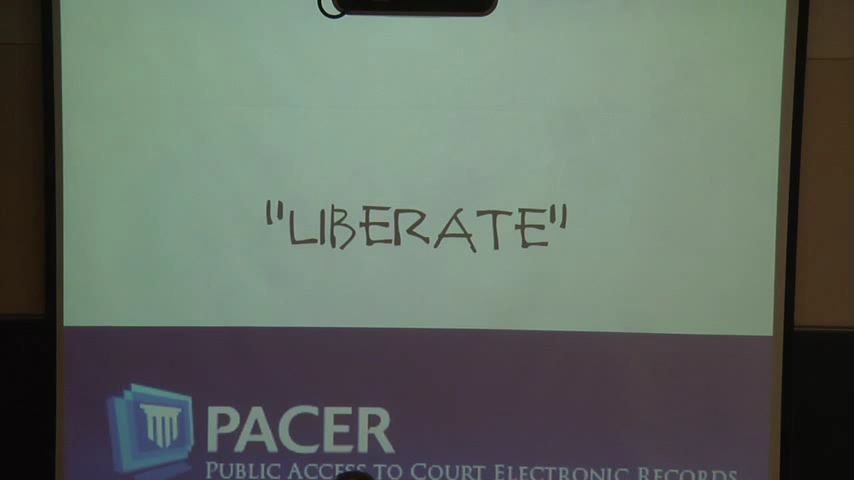 "LIBERATE"
PACER
PUBLIC ACCESS TO COURT ELECTRONIC RECORDS